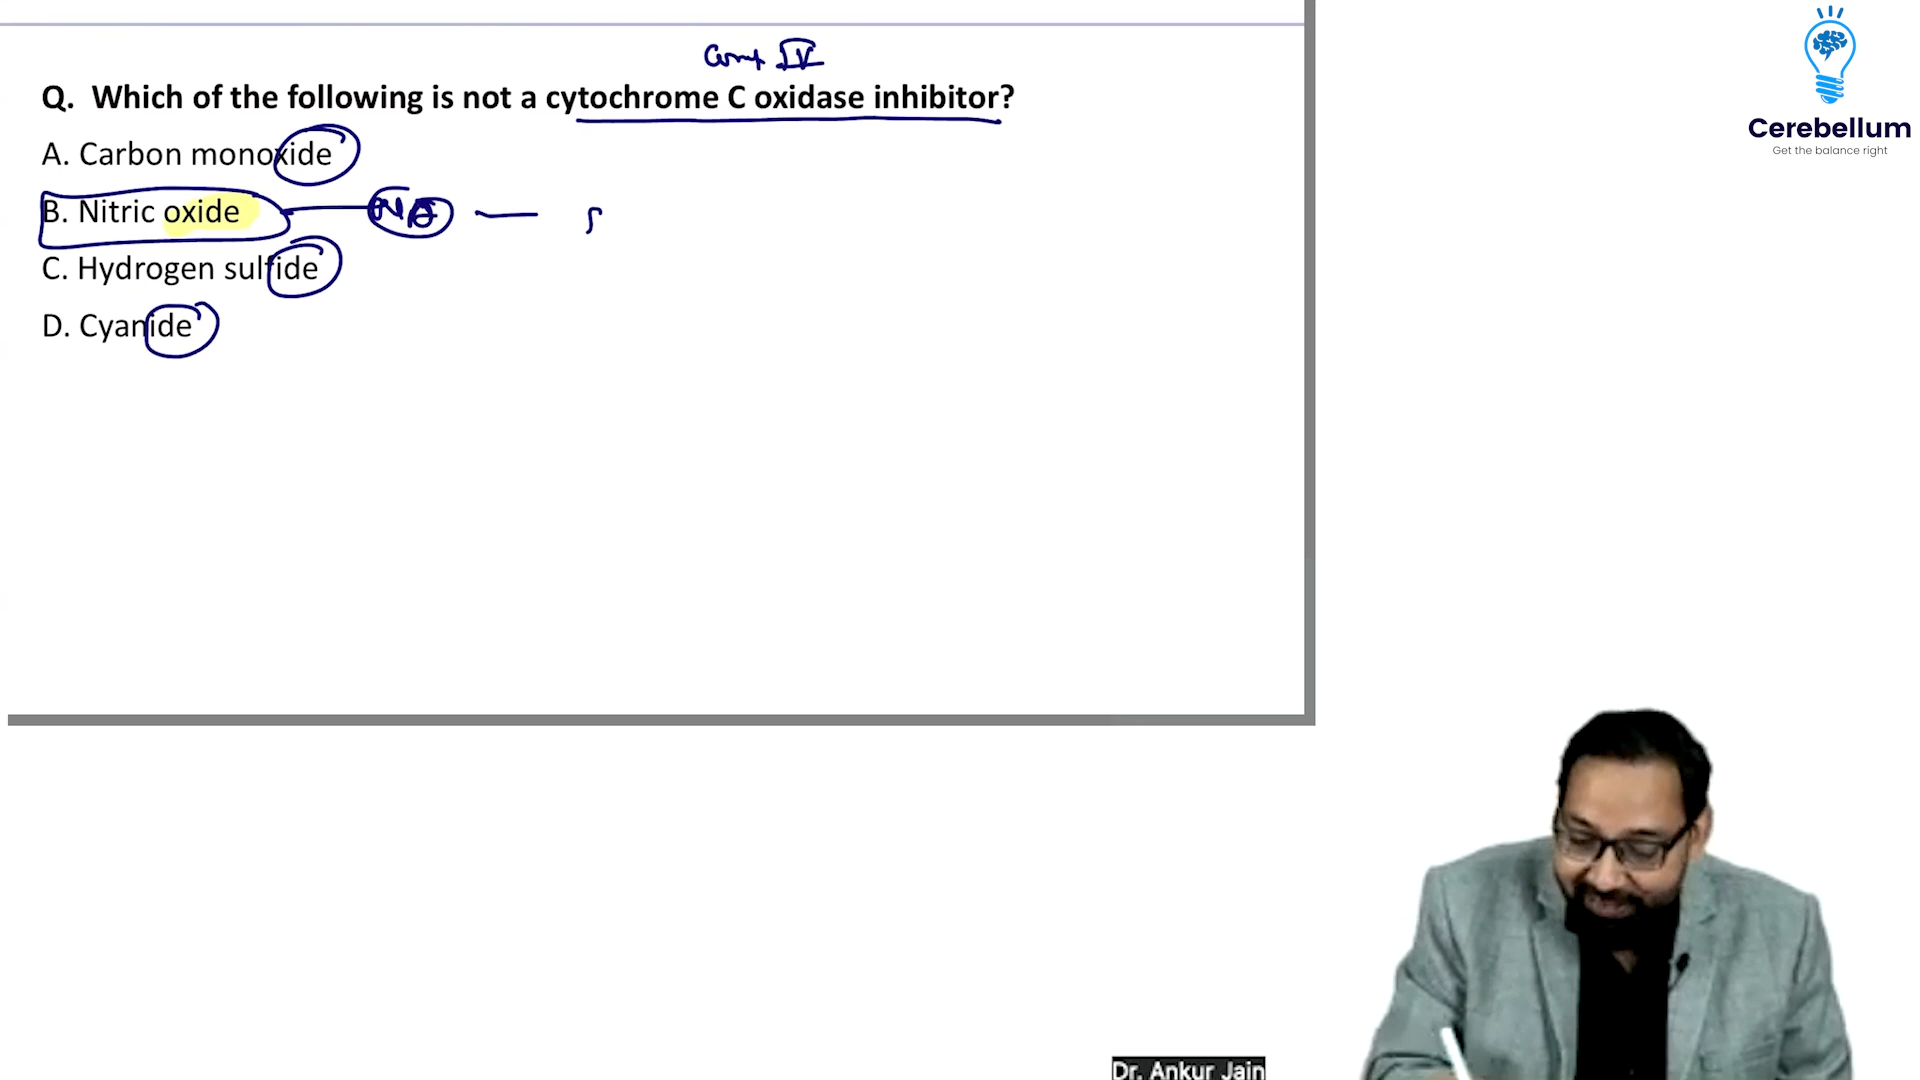 Comp IV
Q. Which of the following is not a cytochrome C oxidase inhibitor?
A. Carbon monoxide
B. Nitric oxide
C. Hydrogen sulfide
D. Cyanide
Cerebellum
Get the balance right
Dr. Ankur Jain